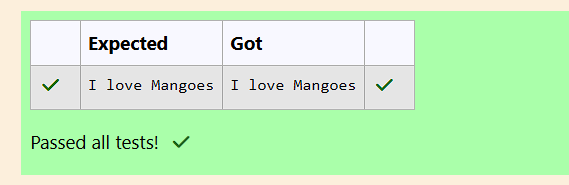 Expected Got
I love Mangoes I love Mangoes
Passed all tests!